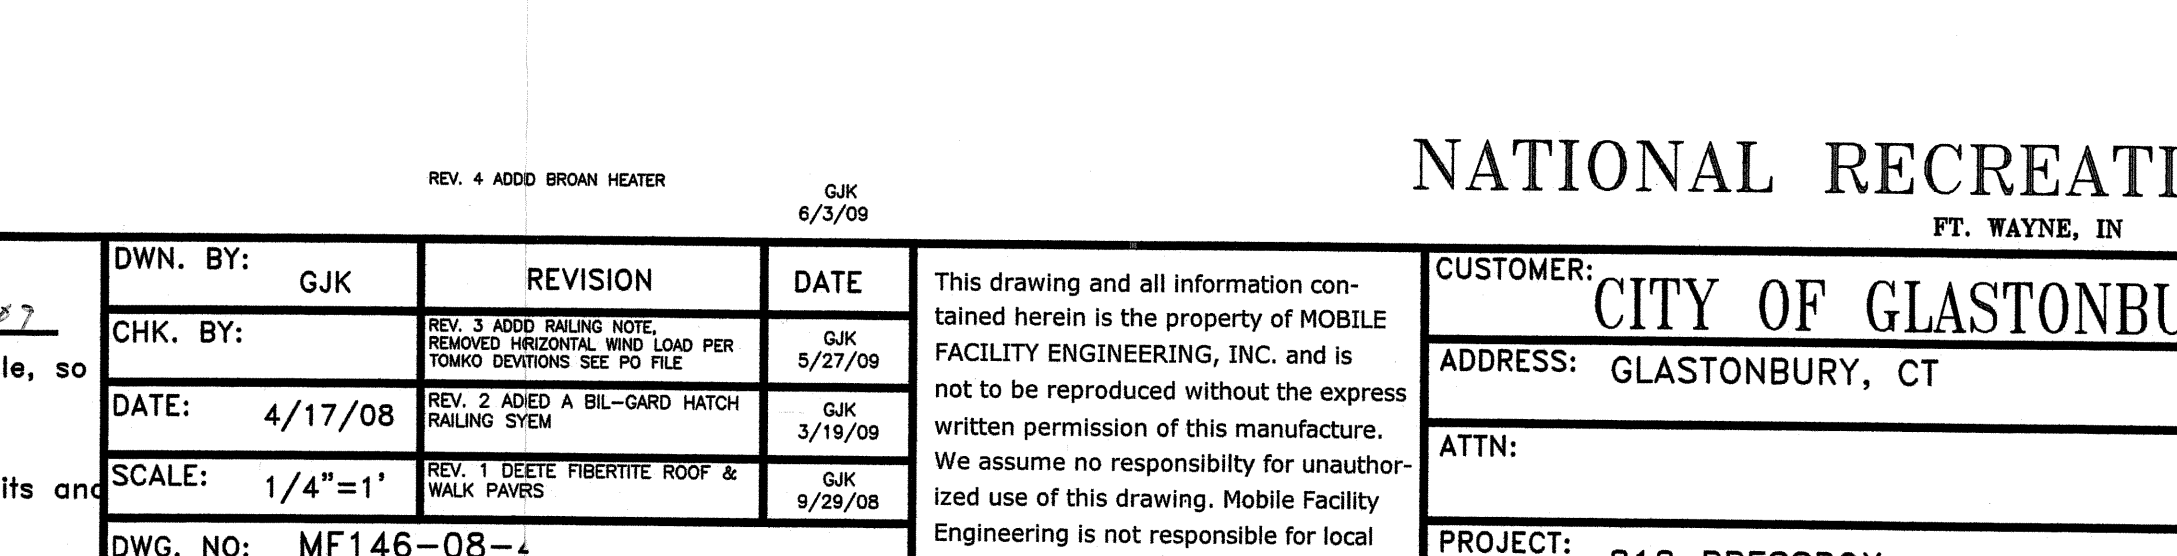 REV. 4 ADDD BROAN HEATER
GJK
6/3/09
NATIONAL RECREATI
FT. WAYNE, IN
le, so
its and
DWN. BY:
GJK
CHK. BY:
DATE:
4/17/08
SCALE:
1/4"=1'
DWG. NO:
MF146-08-
REVISION
DATE
REV. 3 ADDD RAILING NOTE,
REMOVED HRIZONTAL WIND LOAD PER
TOMKO DEVITIONS SEE PO FILE
GJK
5/27/09
REV. 2 ADIED A BIL-GARD HATCH
RAILING SYEM
GJK
3/19/09
REV. 1 DEETE FIBERTITE ROOF &
WALK PAVRS
GJK
9/29/08
This drawing and all information con-
tained herein is the property of MOBILE
FACILITY ENGINEERING, INC. and is
not to be reproduced without the express
written permission of this manufacture.
We assume no responsibilty for unauthor-
ized use of this drawing. Mobile Facility
Engineering is not responsible for local
CUSTOMER:
CITY OF GLASTONBU
ADDRESS:
GLASTONBURY, CT
ATTN:
PROJECT: